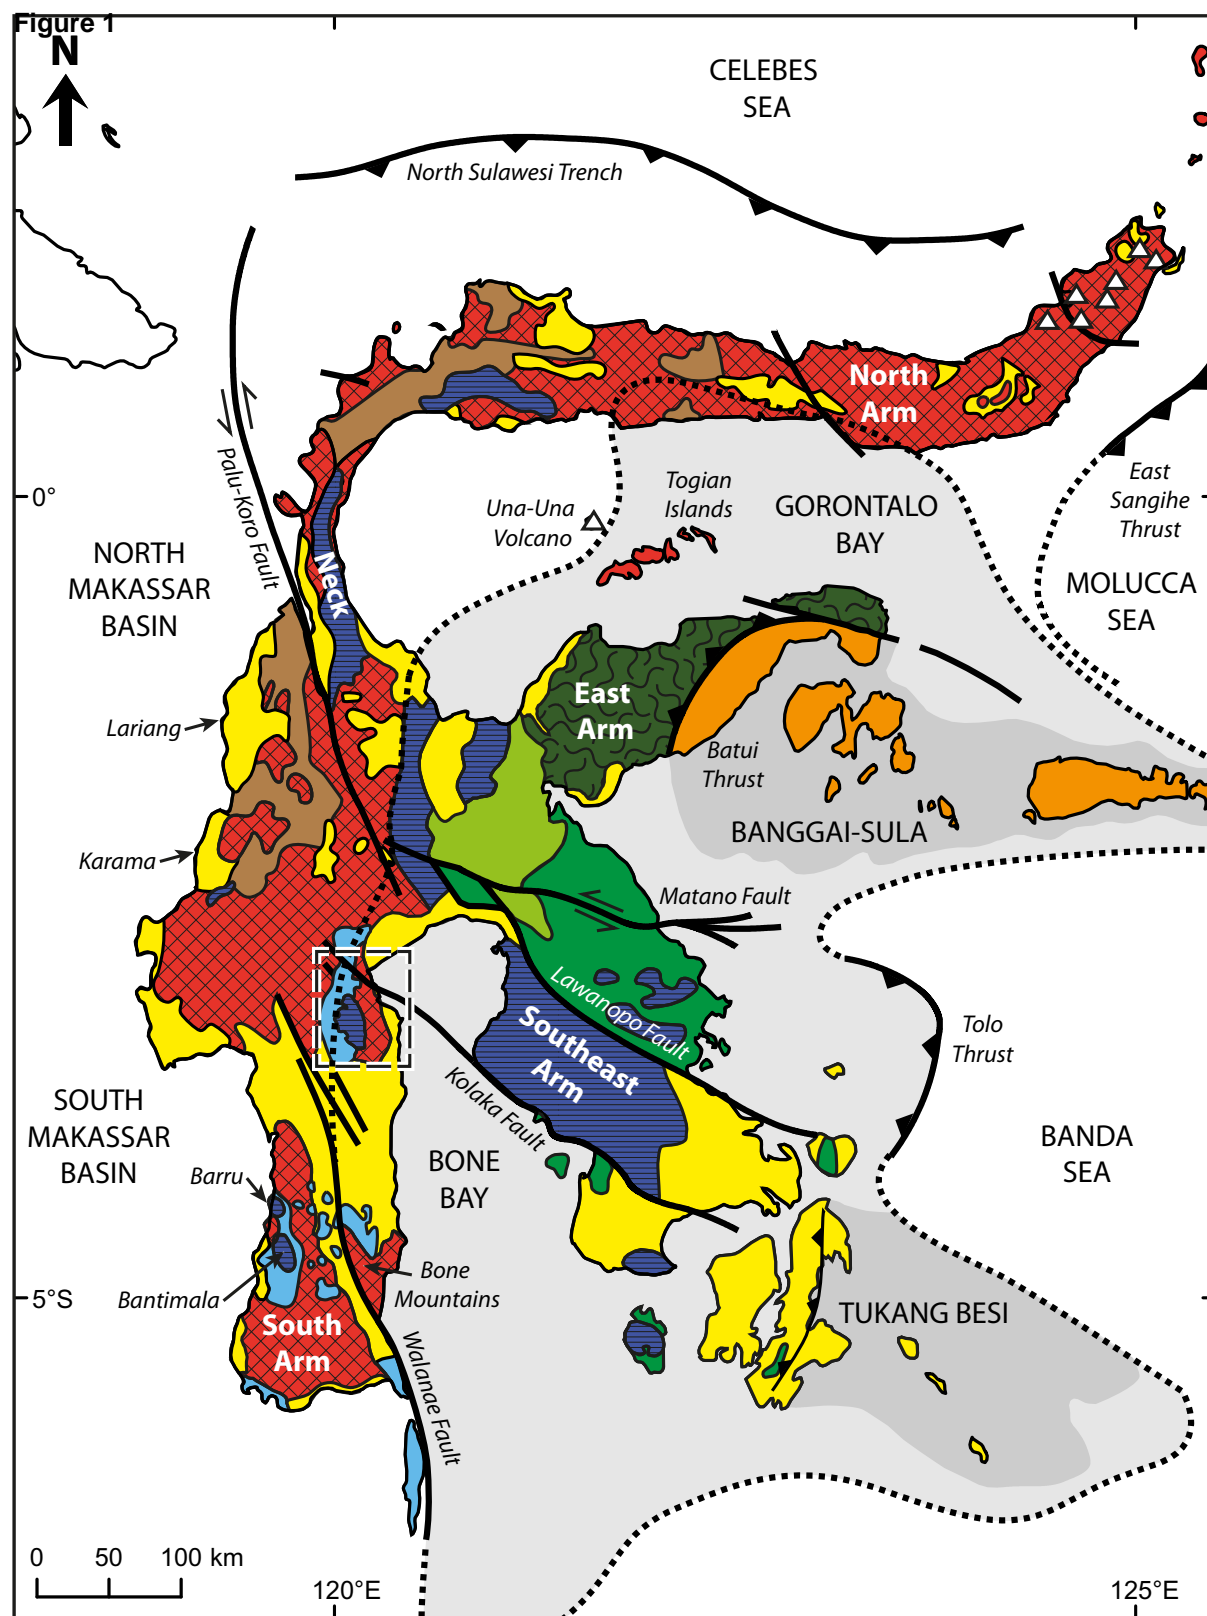 Figure 1
N
CELEBES
SEA
North Sulawesi Trench
North
Arm
Palu-Koro Fault
0°
Una-Una
Volcano
Togian
Islands
GORONTALO
BAY
East
Sangihe
Thrust
NORTH
MAKASSAR
BASIN
Neck
MOLUCCA
SEA
East
Arm
Lariang
Batui
Thrust
BANGGAI-SULA
Karama
Matano Fault
Lawanopo Fault
Southeast
Arm
Tolo
Thrust
Kolaka Fault
SOUTH
MAKASSAR
BASIN
BONE
BAY
BANDA
SEA
Barru
Bone
Mountains
Bantimala
5°S
TUKANG BESI
South
Arm
Walanae Fault
0 50 100 km
120°E
125°E